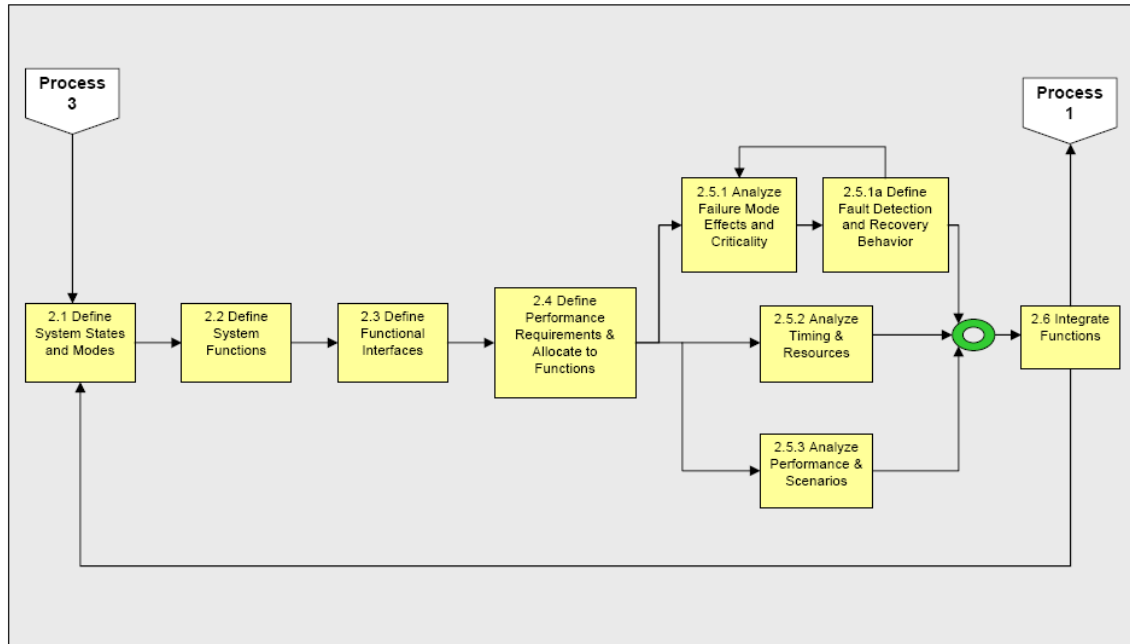 Process
3
Process
1
2.5.1 Analyze
Failure Mode
Effects and
Criticality
2.5.1a Define
Fault Detection
and Recovery
Behavior
2.1 Define
System States
and Modes
2.2 Define
System
Functions
2.3 Define
Functional
Interfaces
2.4 Define
Performance
Requirements &
Allocate to
Functions
2.5.2 Analyze
Timing &
Resources
2.6 Integrate
Functions
2.5.3 Analyze
Performance &
Scenarios